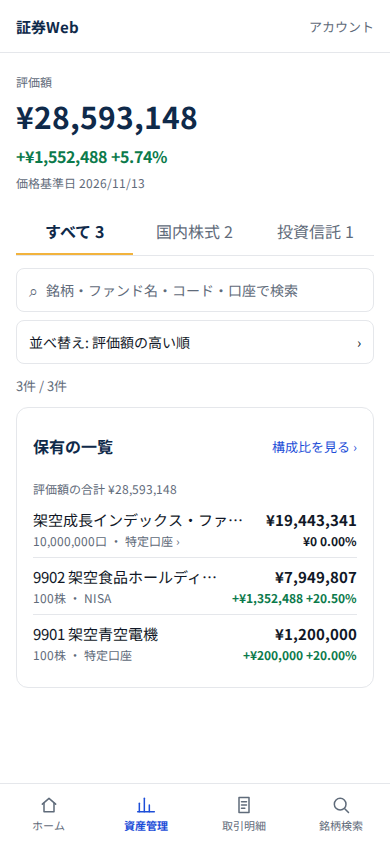 証券Web
アカウント
評価額
¥28,593,148
+¥1,552,488 +5.74%
価格基準日 2026/11/13
すべて 3 国内株式 2 投資信託 1
銘柄・ファンド名・コード・口座で検索
並べ替え: 評価額の高い順 ›
3件 / 3件
保有の一覧 構成比を見る ›
評価額の合計 ¥28,593,148
架空成長インデックス・ファ… ¥19,443,341
10,000,000口 ・ 特定口座 › ¥0 0.00%
9902 架空食品ホールディ… ¥7,949,807
100株 ・ NISA +¥1,352,488 +20.50%
9901 架空青空電機 ¥1,200,000
100株 ・ 特定口座 +¥200,000 +20.00%
ホーム 資産管理 取引明細 銘柄検索